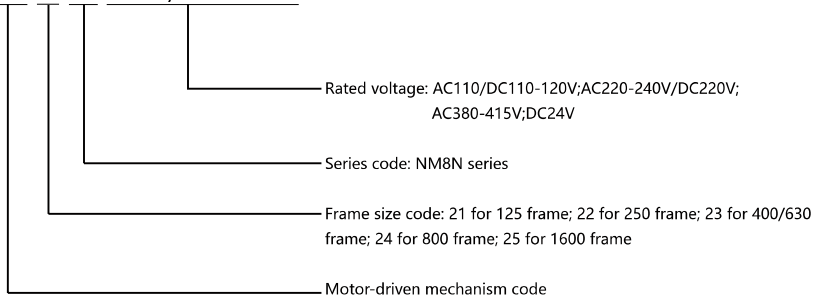 Rated voltage: AC110/DC110-120V;AC220-240V/DC220V;
AC380-415V;DC24V
Series code: NM8N series
Frame size code: 21 for 125 frame; 22 for 250 frame; 23 for 400/630
frame; 24 for 800 frame; 25 for 1600 frame
Motor-driven mechanism code